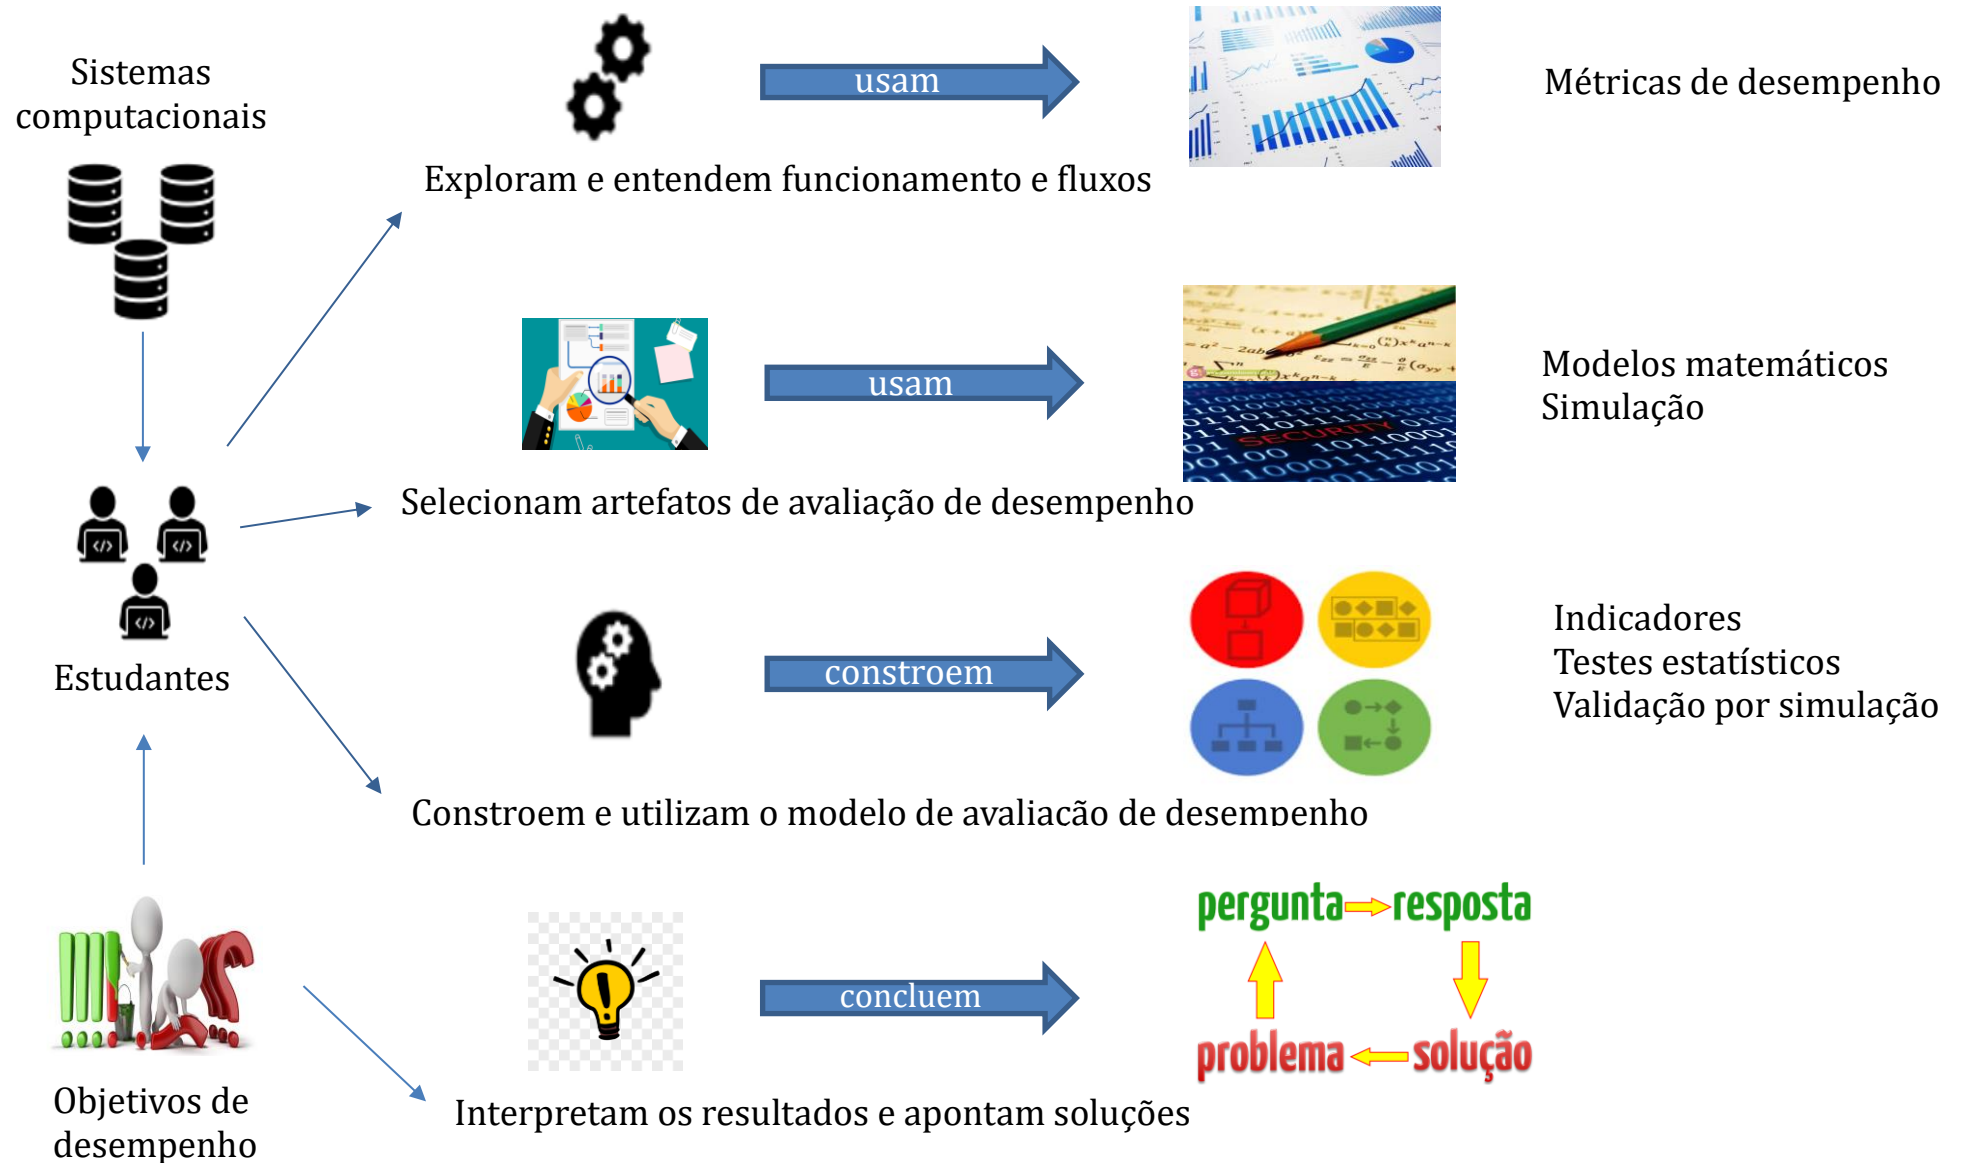 Sistemas
computacionais
usam
Métricas de desempenho
Exploram e entendem funcionamento e fluxos
usam
SECURITY
Modelos matemáticos
Simulação
Selecionam artefatos de avaliação de desempenho
Estudantes
constroem
Indicadores
Testes estatísticos
Validação por simulação
Constroem e utilizam o modelo de avaliação de desempenho
pergunta resposta
concluem
problema solução
Objetivos de
desempenho
Interpretam os resultados e apontam soluções